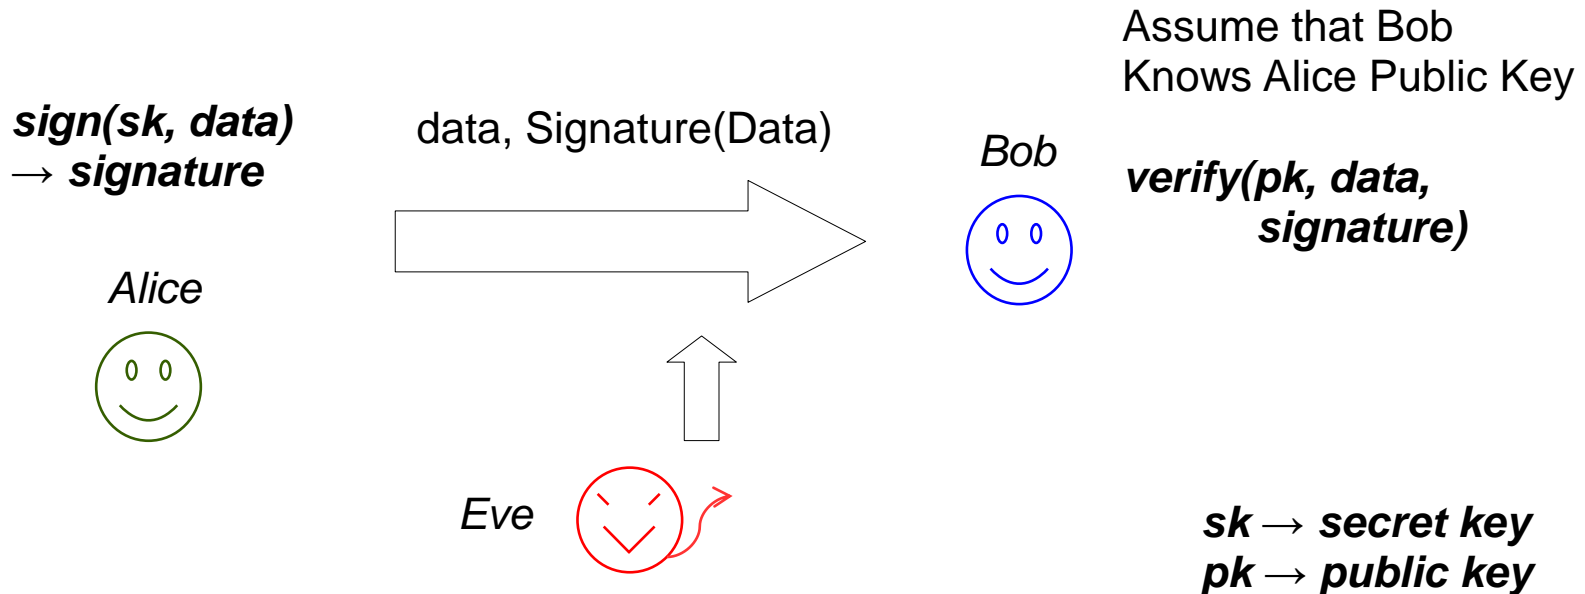 Assume that Bob
Knows Alice Public Key
sign(sk, data)
→ signature
data, Signature(Data)
Bob
verify(pk, data,
signature)
Alice
Eve
sk → secret key
pk → public key